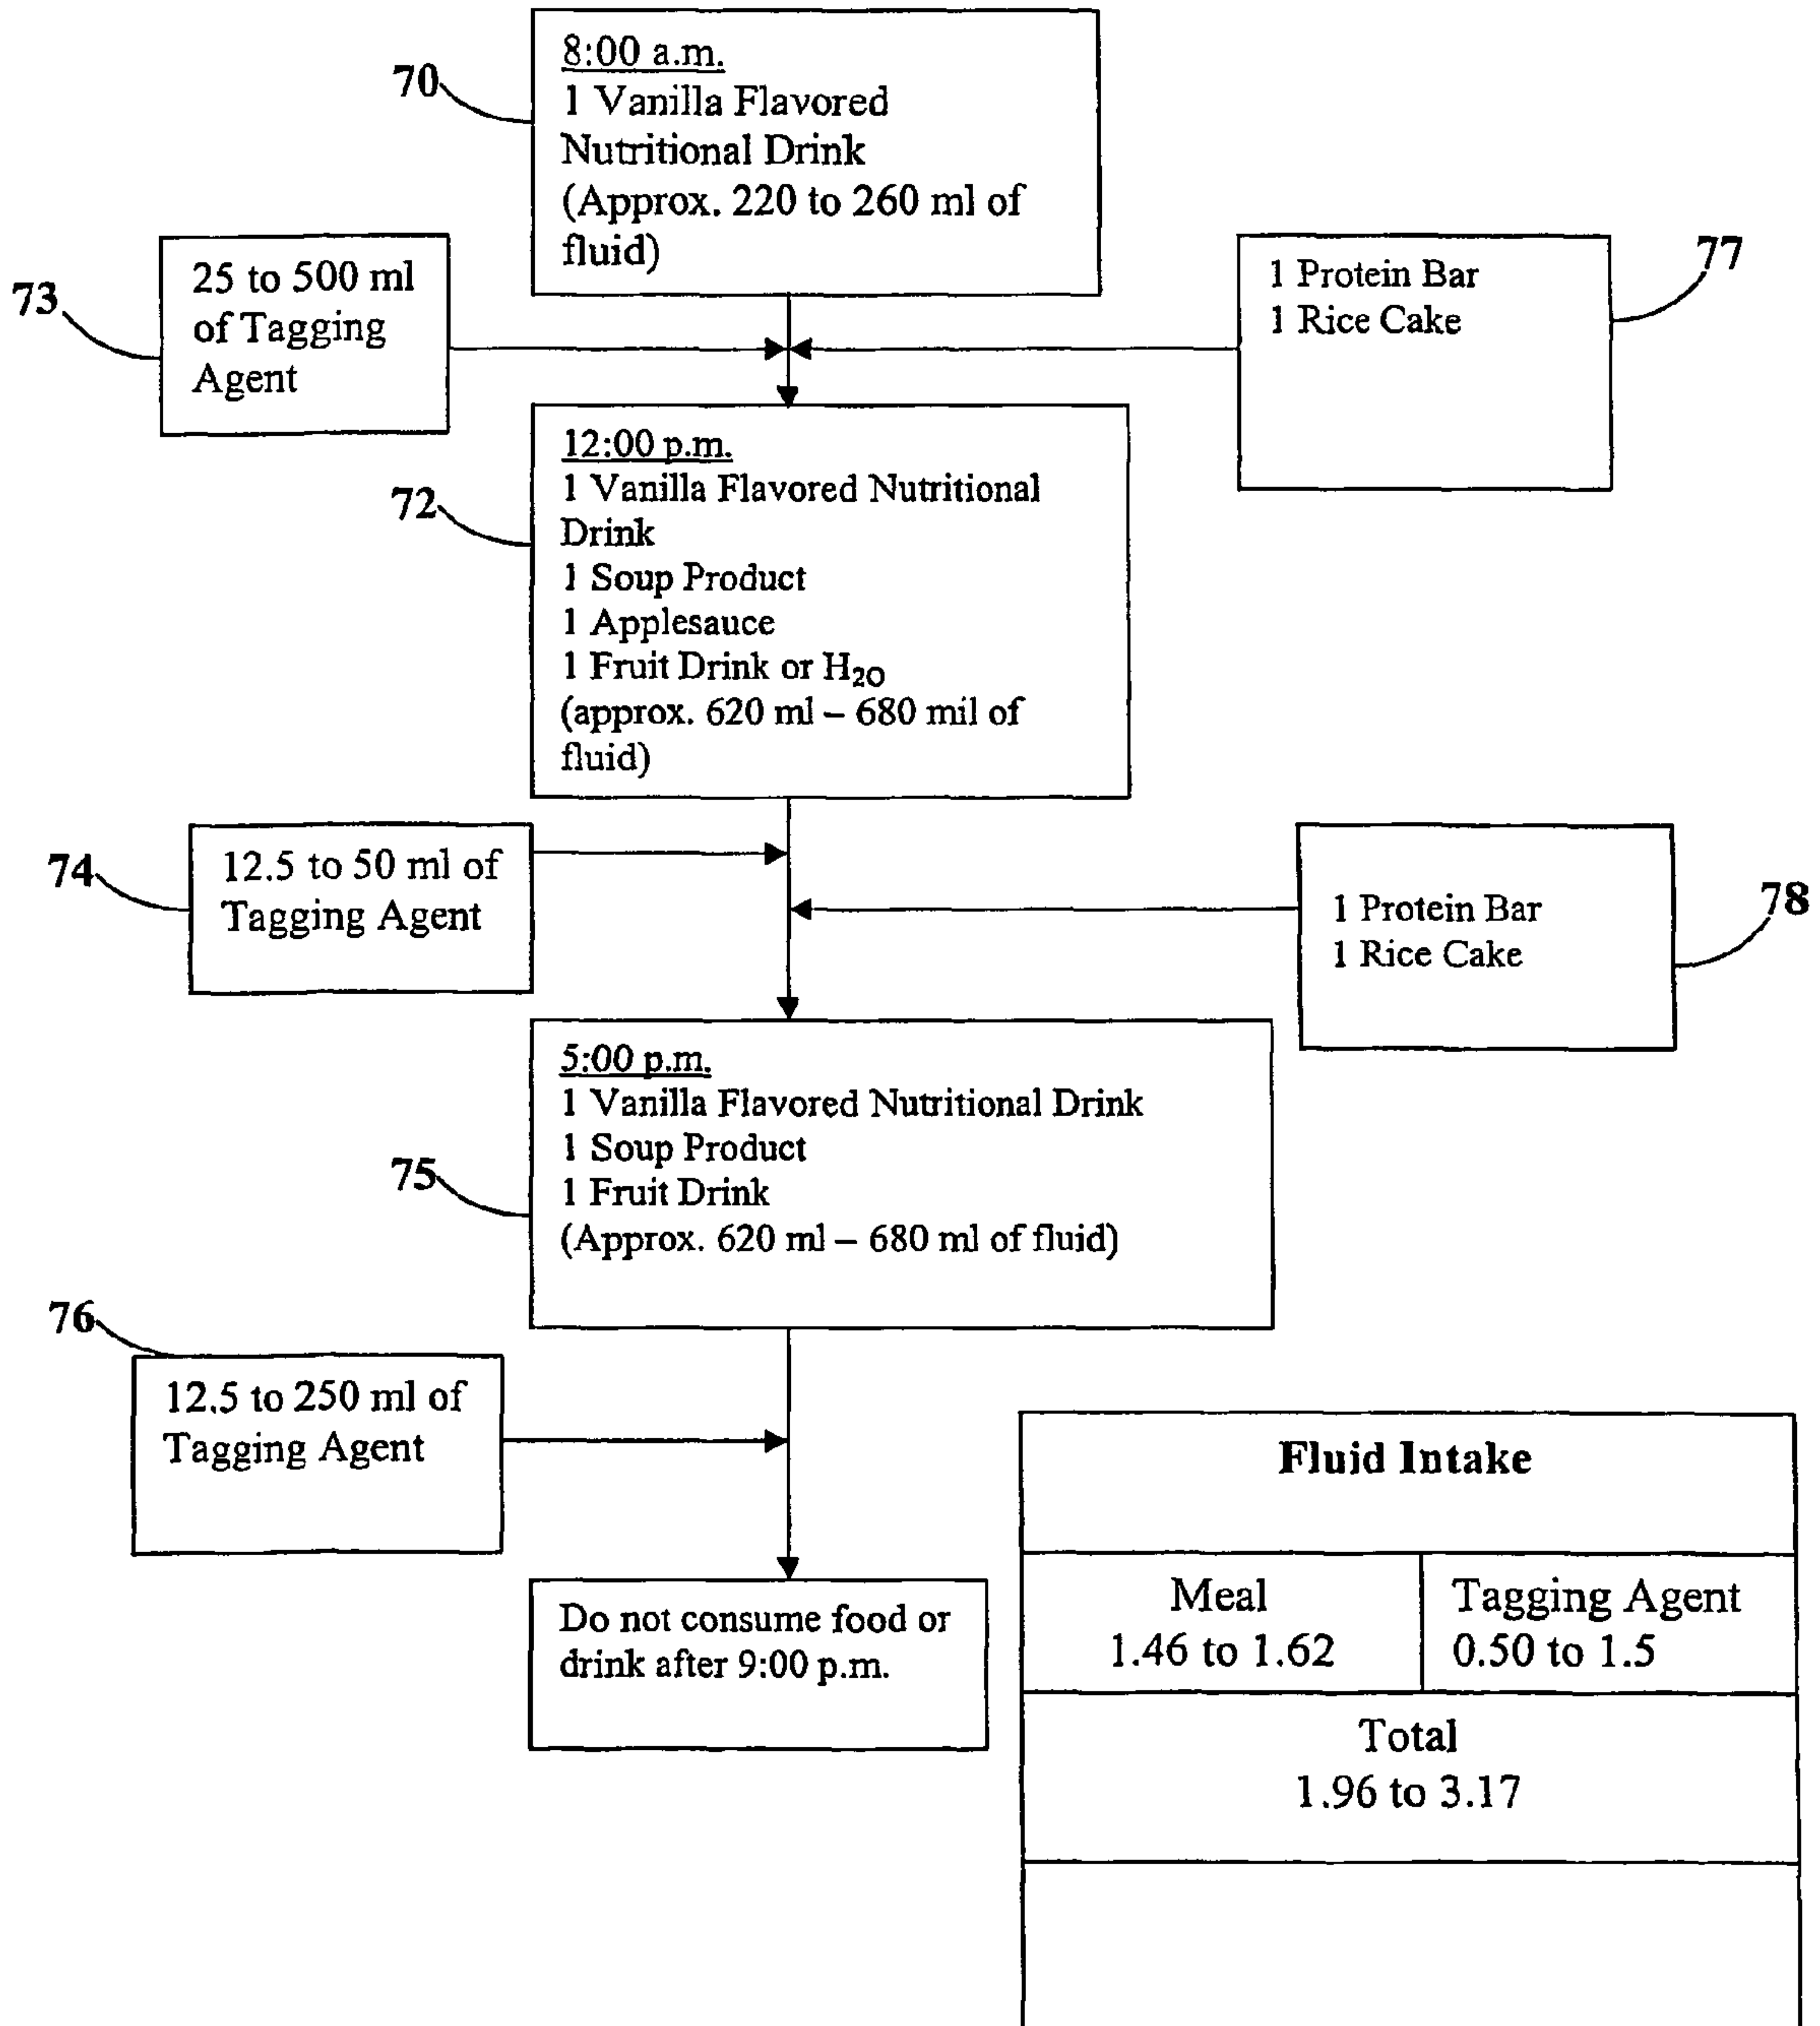 70
8:00 a.m.
1 Vanilla Flavored
Nutritional Drink
(Approx. 220 to 260 ml of
fluid)
73
25 to 500 ml
of Tagging
Agent
77
1 Protein Bar
1 Rice Cake
72
12:00 p.m.
1 Vanilla Flavored Nutritional
Drink
1 Soup Product
1 Applesauce
1 Fruit Drink or H₂₀
(approx. 620 ml – 680 mil of
fluid)
74
12.5 to 50 ml of
Tagging Agent
78
1 Protein Bar
1 Rice Cake
75
5:00 p.m.
1 Vanilla Flavored Nutritional Drink
1 Soup Product
1 Fruit Drink
(Approx. 620 ml – 680 ml of fluid)
76
12.5 to 250 ml of
Tagging Agent
Do not consume food or
drink after 9:00 p.m.
Fluid Intake
Meal
1.46 to 1.62
Tagging Agent
0.50 to 1.5
Total
1.96 to 3.17